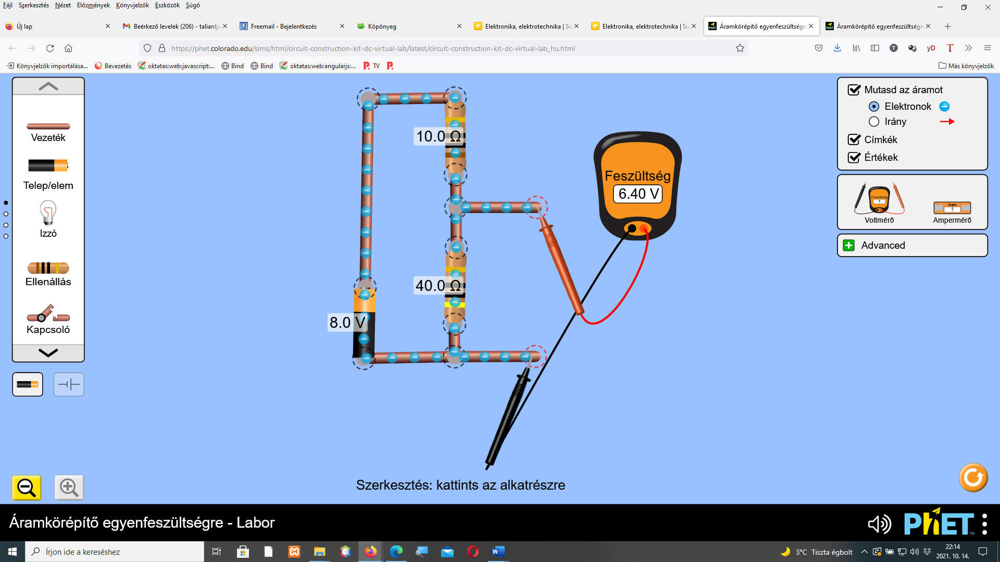 Fájl Szerkesztés Nézet Előzmények Könyvjelzők Eszközök Súgó
Új lap
Beérkező levelek (206) - talianlju
Freemail - Bejelentkezés
Köpönyeg
Elektronika, elektrotechnika | Su
Elektronika, elektrotechnika | Su
Áramkörépítő egyenfeszültségre
Áramkörépítő egyenfeszültségre
https://phet.colorado.edu/sims/html/circuit-construction-kit-dc-virtual-lab/latest/circuit-construction-kit-dc-virtual-lab_hu.html
Könyvjelzők importálása...
Bevezetés
oktatas:web:javascript:...
Bind
Bind
oktatas:web:angularjs:...
TV
Más könyvjelzők
Vezeték
Telep/elem
Izzó
Ellenállás
Kapcsoló
10.0 Ω
40.0 Ω
8.0 V
Feszültség
6.40 V
Mutasd az áramot
Elektronok
Irány
Címkék
Értékek
Feszültség
?
Voltmérő
Áram
?
Ampermérő
Advanced
Szerkesztés: kattints az alkatrészre
Áramkörépítő egyenfeszültségre - Labor
PhET
Írjon ide a kereséshez
3°C Tiszta égbolt
22:14
2021. 10. 14.